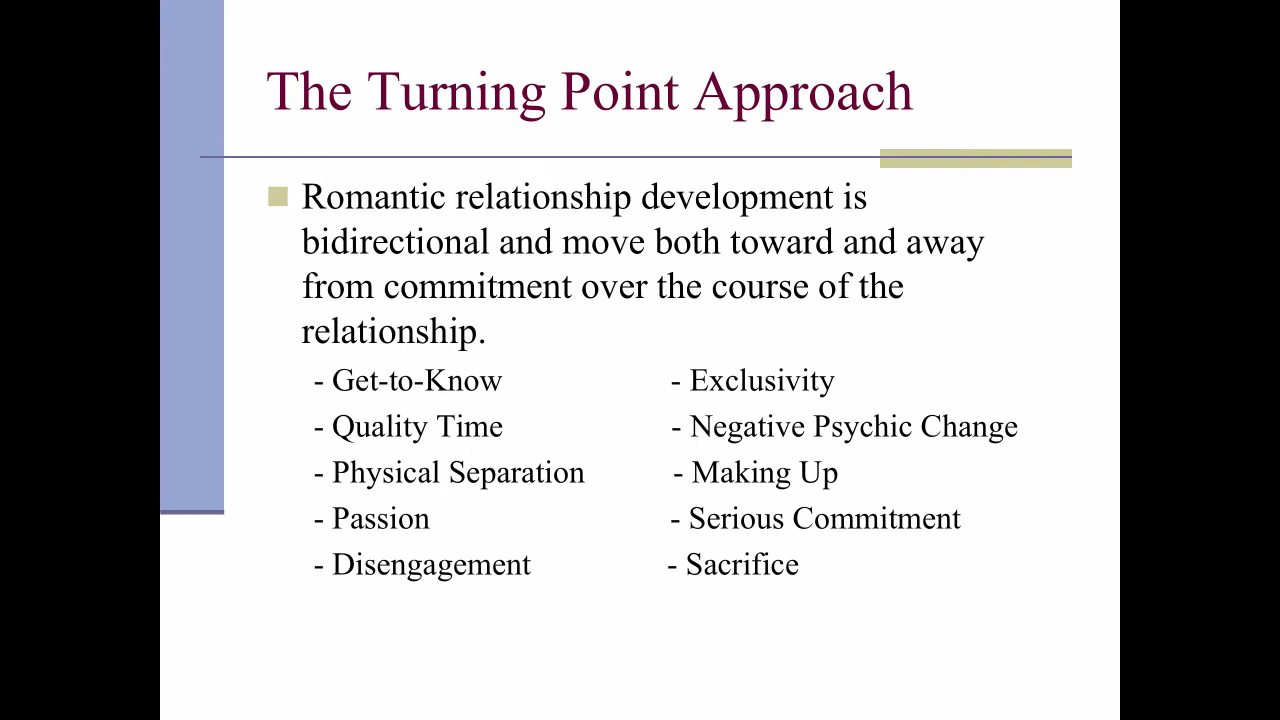 The Turning Point Approach
Romantic relationship development is
bidirectional and move both toward and away
from commitment over the course of the
relationship.
- Get-to-Know - Exclusivity
- Quality Time - Negative Psychic Change
- Physical Separation - Making Up
- Passion - Serious Commitment
- Disengagement - Sacrifice